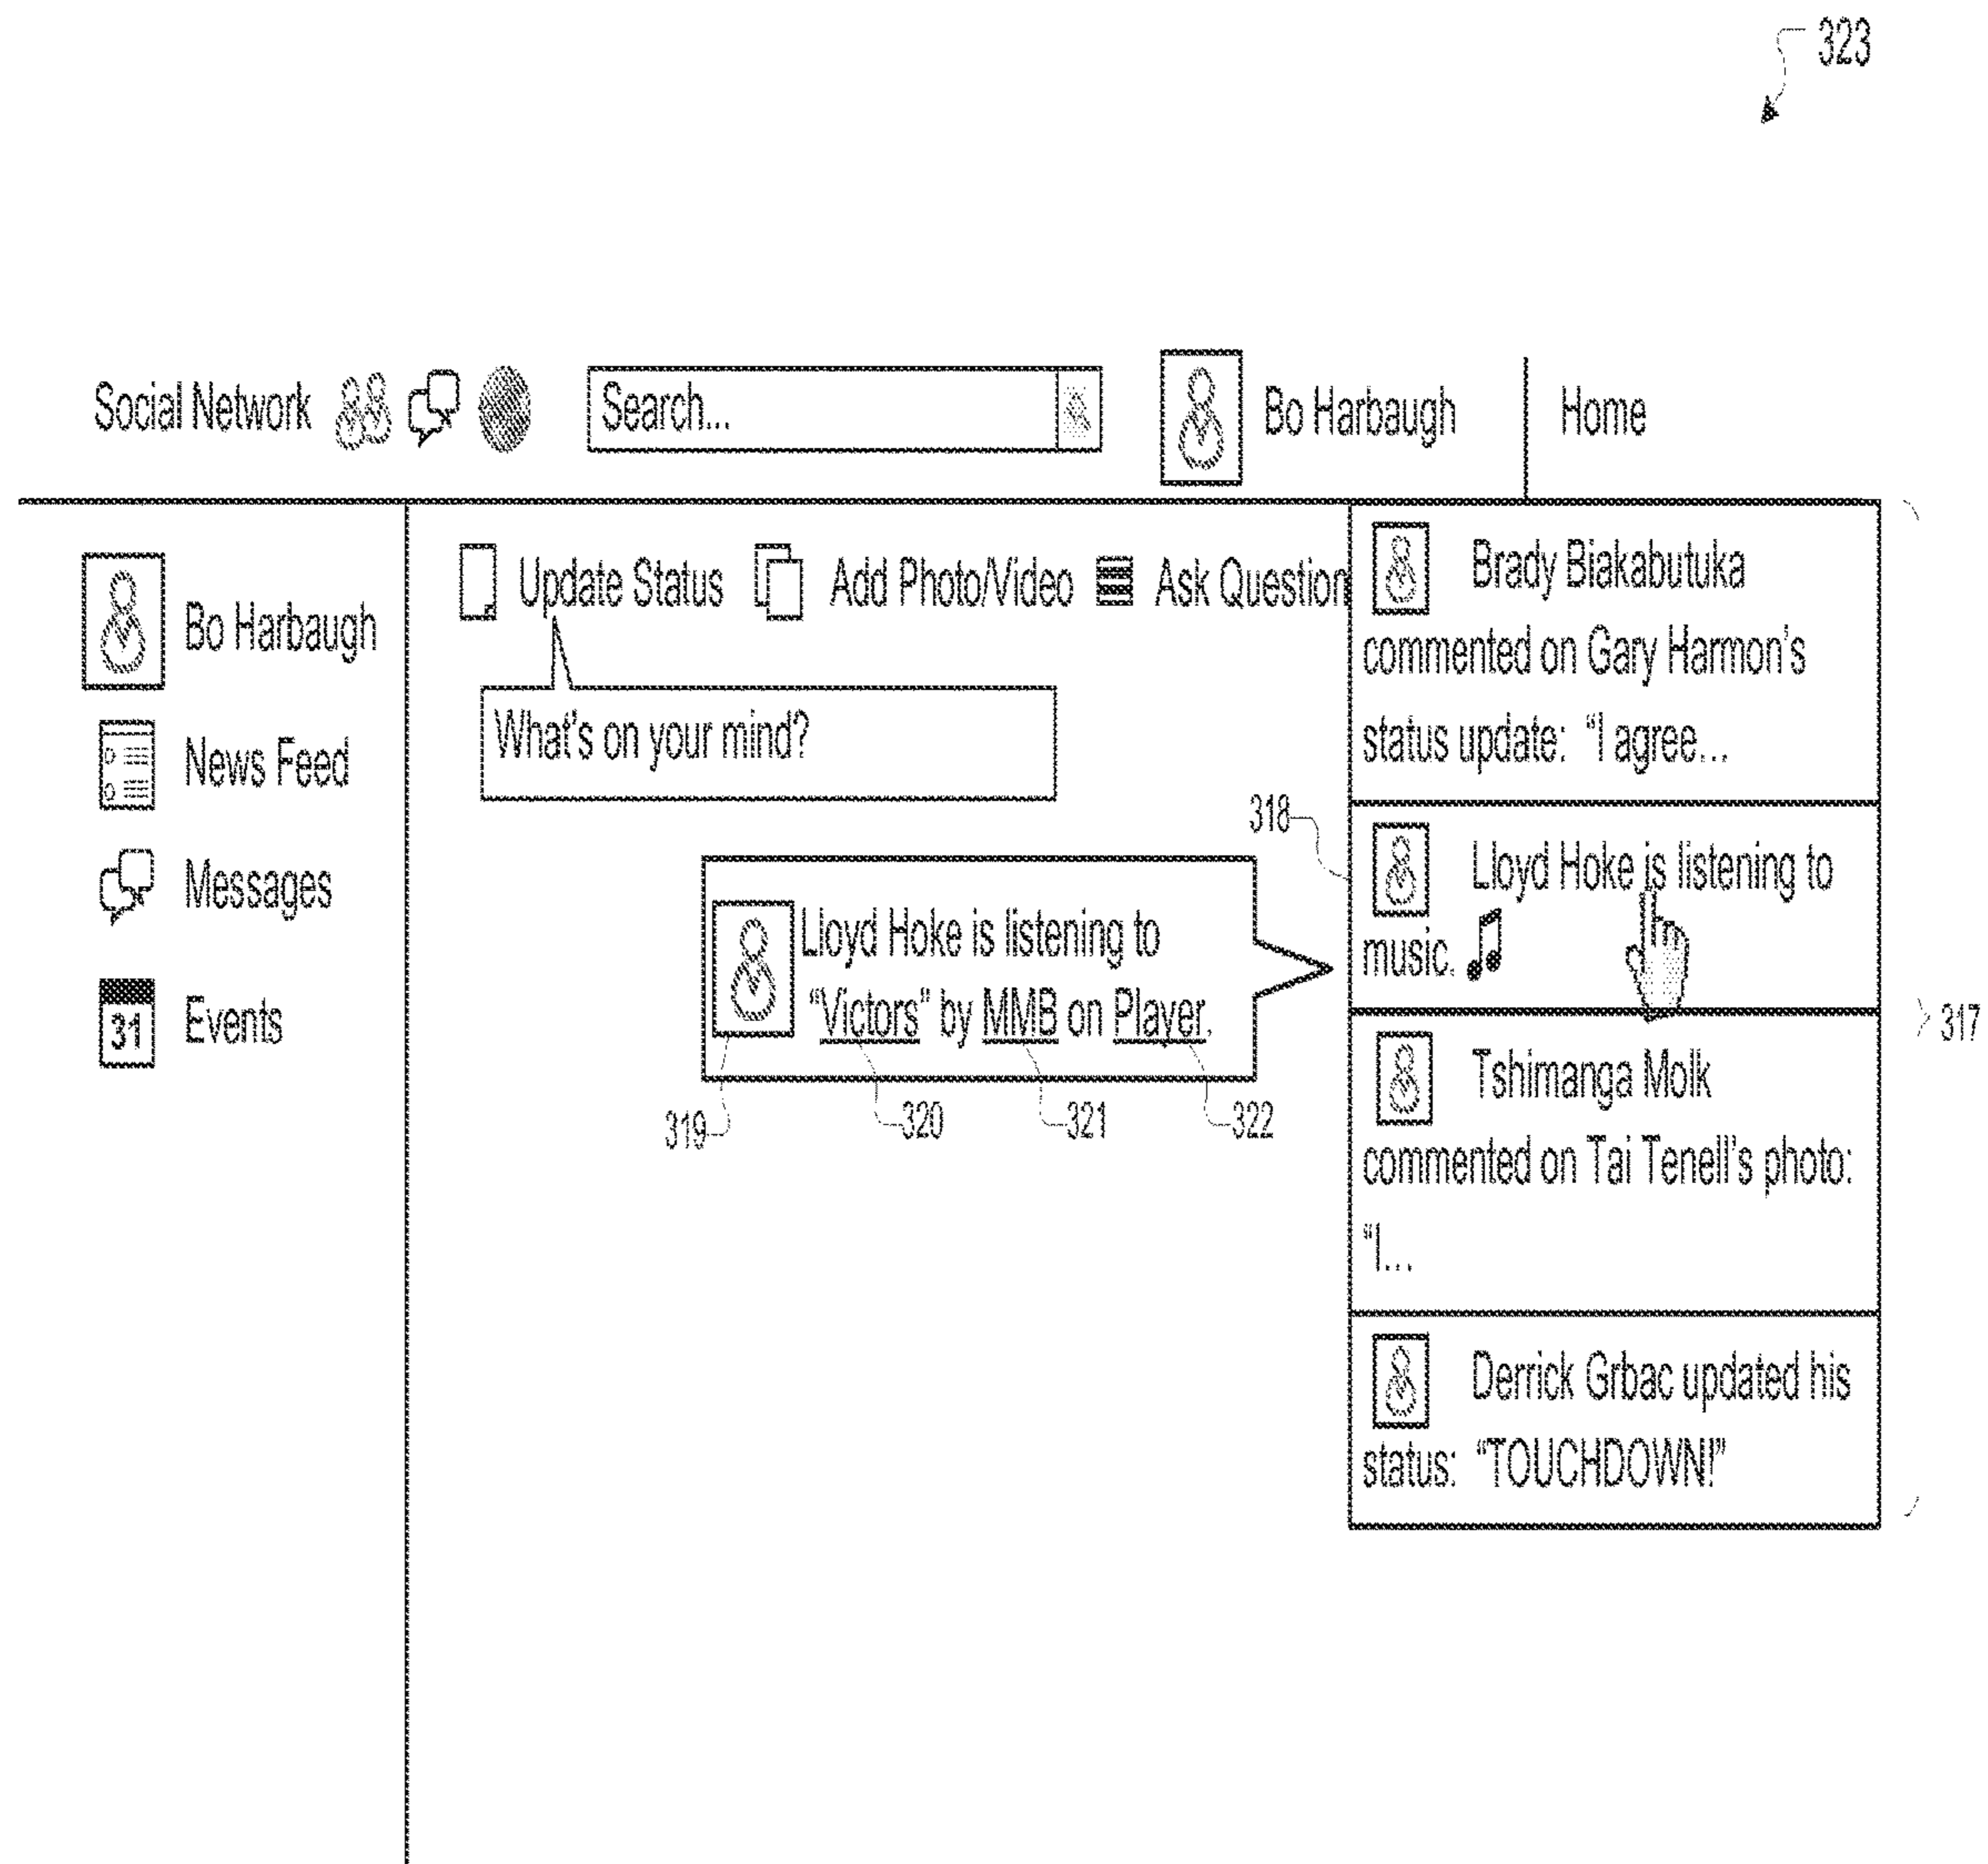 323
Social Network
Search...
Bo Harbaugh
Home
Bo Harbaugh
News Feed
Messages
31
Events
Update Status
Add Photo/Video
Ask Question
What's on your mind?
Lloyd Hoke is listening to
"Victors" by MMB on Player.
319
320
321
322
318
Brady Biakabutuka
commented on Gary Harmon's
status update: "I agree...
Lloyd Hoke is listening to
music.
Tshimanga Molk
commented on Tai Tenell's photo:
"I...
Derrick Grbac updated his
status: "TOUCHDOWN!"
317